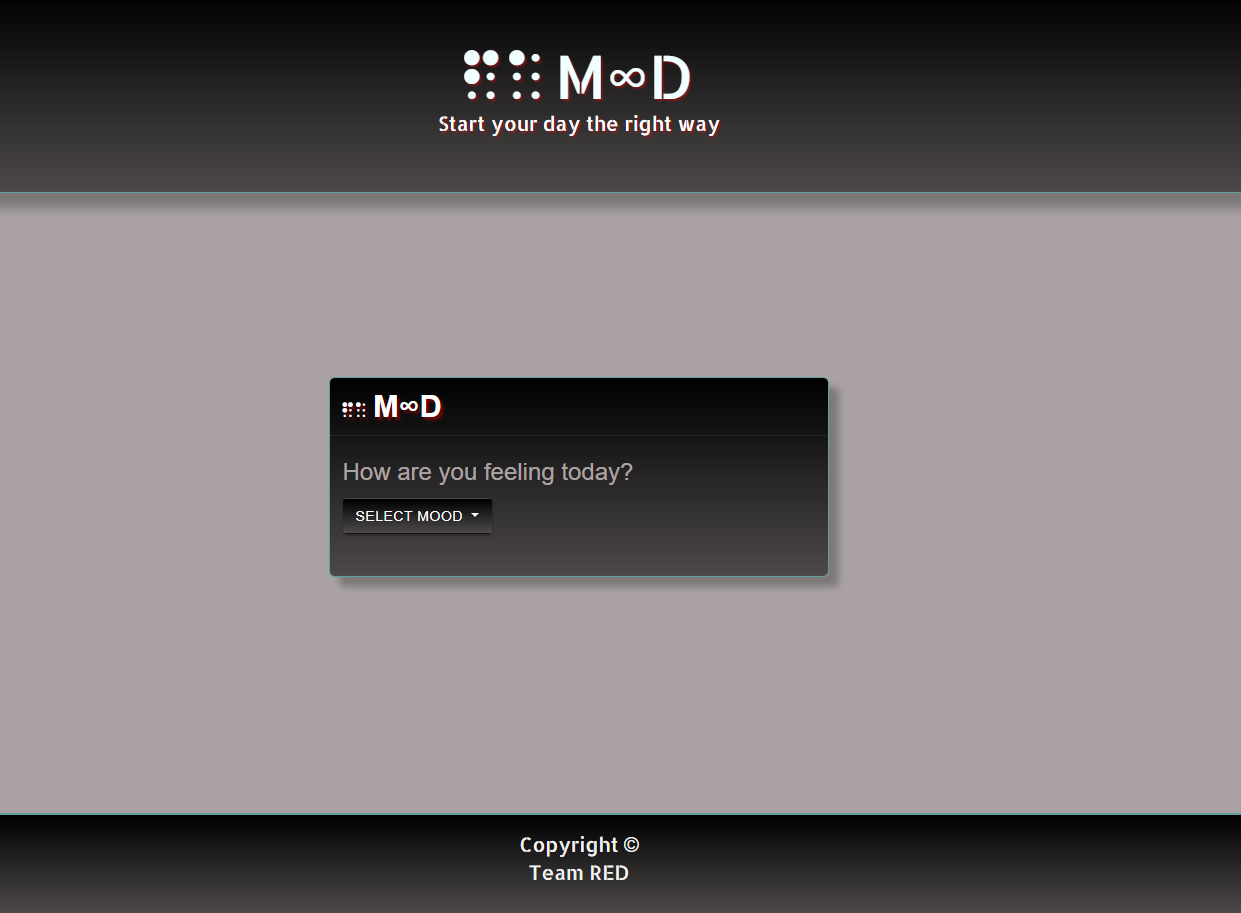 ⠋⠁ M∞D
Start your day the right way
⠋⠁ M∞D
How are you feeling today?
SELECT MOOD
Copyright ©
Team RED